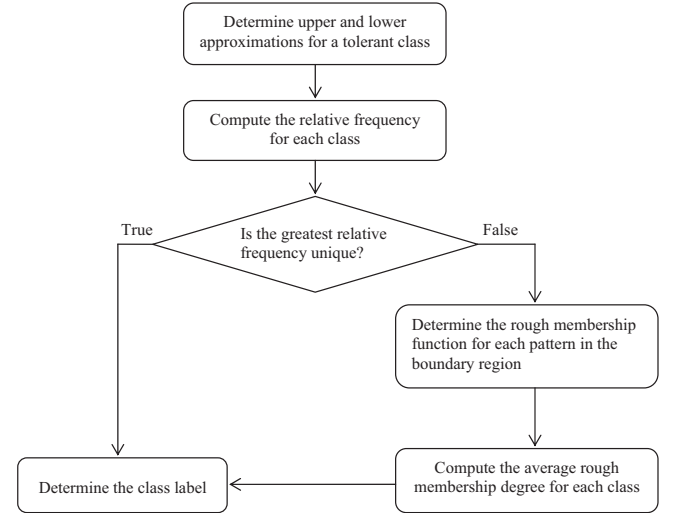 Determine upper and lower
approximations for a tolerant class
Compute the relative frequency
for each class
Is the greatest relative
frequency unique?
True
False
Determine the rough membership
function for each pattern in the
boundary region
Compute the average rough
membership degree for each class
Determine the class label